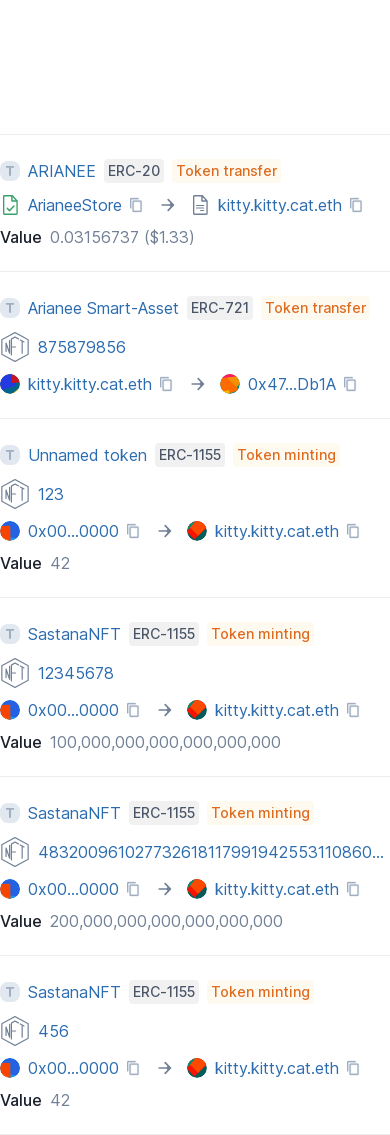 T ARIANEE ERC-20 Token transfer
ArianeeStore → kitty.kitty.cat.eth
Value 0.03156737 ($1.33)
T Arianee Smart-Asset ERC-721 Token transfer
NFT 875879856
kitty.kitty.cat.eth → 0x47...Db1A
T Unnamed token ERC-1155 Token minting
NFT 123
0x00...0000 → kitty.kitty.cat.eth
Value 42
T SastanaNFT ERC-1155 Token minting
NFT 12345678
0x00...0000 → kitty.kitty.cat.eth
Value 100,000,000,000,000,000,000
T SastanaNFT ERC-1155 Token minting
NFT 483200961027732618117991942553110860...
0x00...0000 → kitty.kitty.cat.eth
Value 200,000,000,000,000,000,000
T SastanaNFT ERC-1155 Token minting
NFT 456
0x00...0000 → kitty.kitty.cat.eth
Value 42